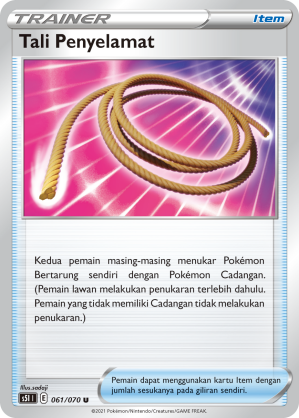 TRAINER Item
Tali Penyelamat
Kedua pemain masing-masing menukar Pokémon
Bertarung sendiri dengan Pokémon Cadangan.
(Pemain lawan melakukan penukaran terlebih dahulu.
Pemain yang tidak memiliki Cadangan tidak melakukan
penukaran.)
Illus.sadaji
S5I I E 061/070 U
Pemain dapat menggunakan kartu Item dengan
jumlah sesukanya pada giliran sendiri.
©2021 Pokémon/Nintendo/Creatures/GAME FREAK.